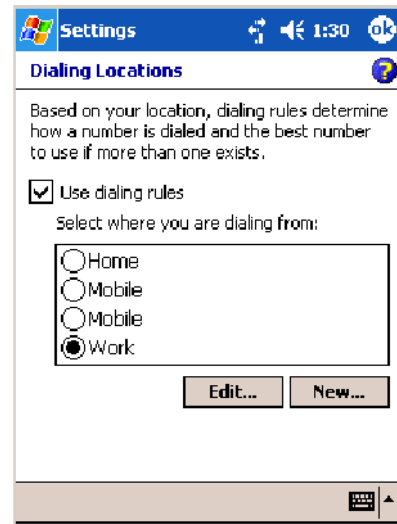 Settings 1:30 ok
Dialing Locations ?
Based on your location, dialing rules determine
how a number is dialed and the best number
to use if more than one exists.
Use dialing rules
Select where you are dialing from:
Home
Mobile
Mobile
Work
Edit... New...